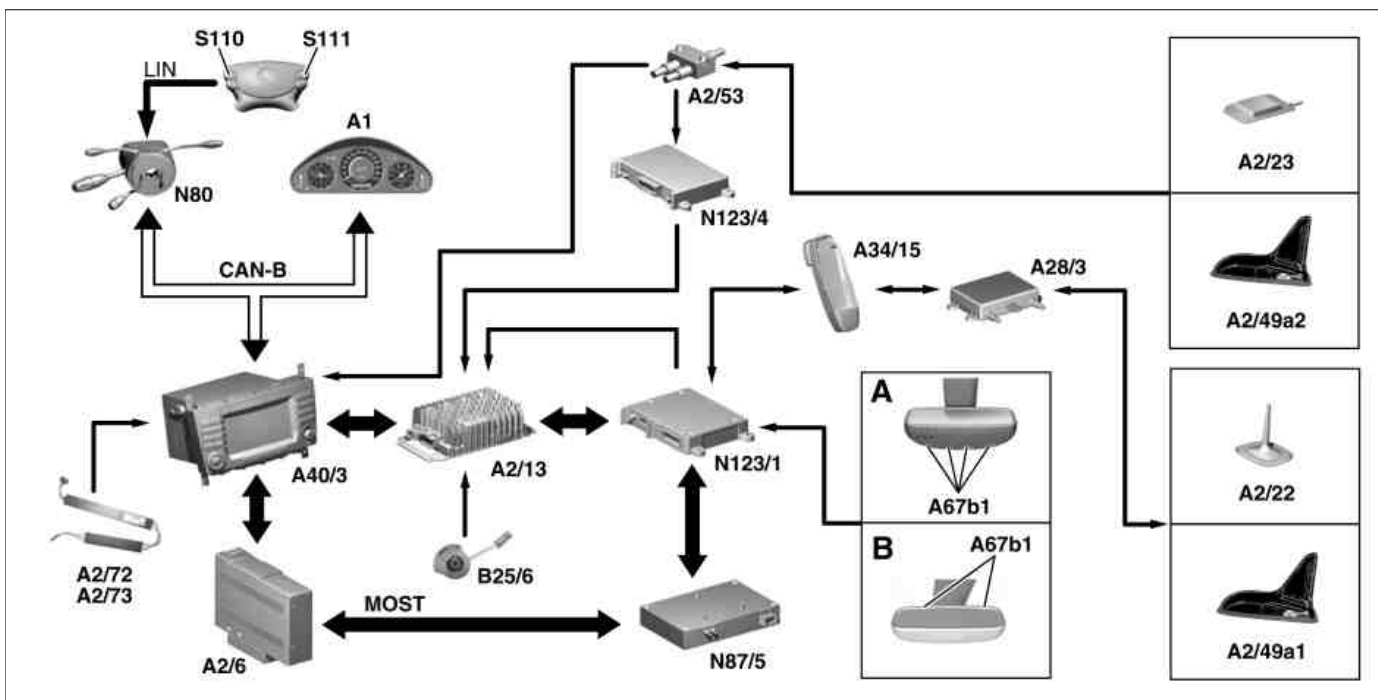 S110 S111
LIN
A2/53
A1
A2/23
N80
N123/4
A34/15
A28/3
CAN-B
A2/49a2
A
A40/3
A2/13
N123/1
A2/22
A67b1
B
A67b1
A2/72
A2/73
B25/6
MOST
A2/6
N87/5
A2/49a1